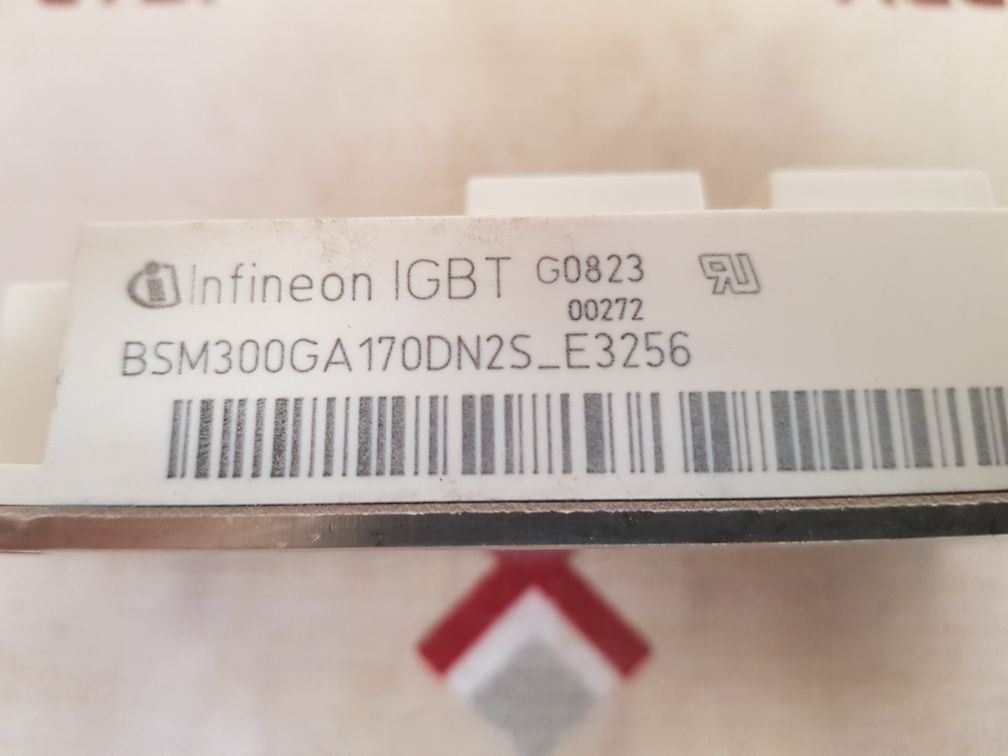 Infineon IGBT G0823
00272
BSM300GA170DN2S_E3256